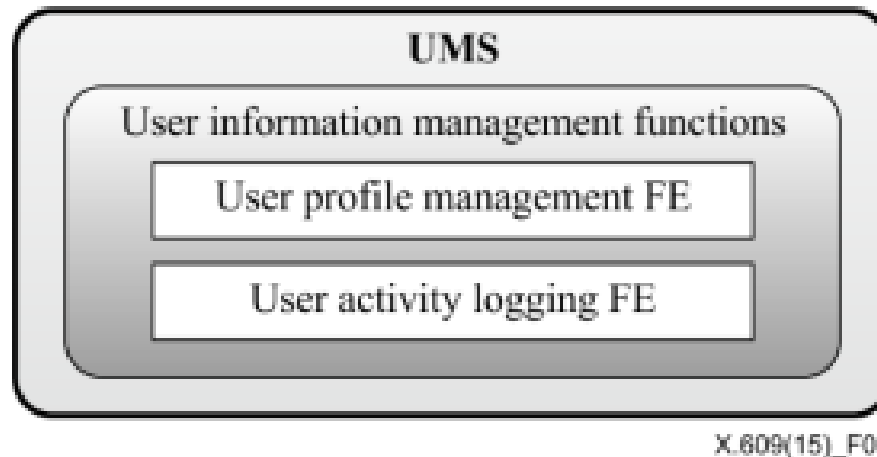 UMS
User information management functions
User profile management FE
User activity logging FE
X.609(15)_F0